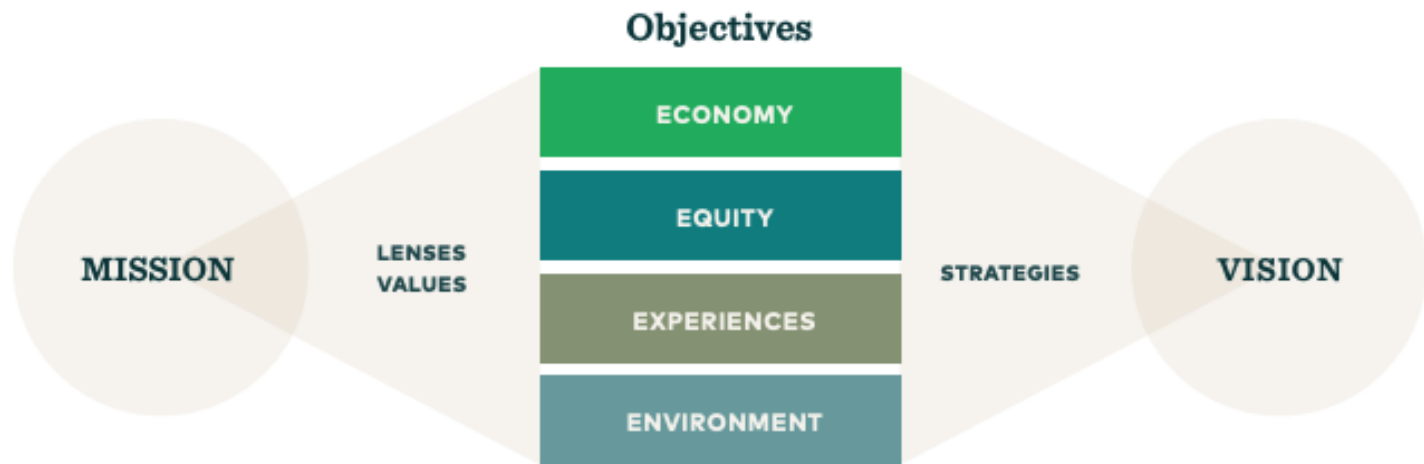 Objectives
MISSION
LENSES
VALUES
ECONOMY
EQUITY
EXPERIENCES
ENVIRONMENT
STRATEGIES
VISION